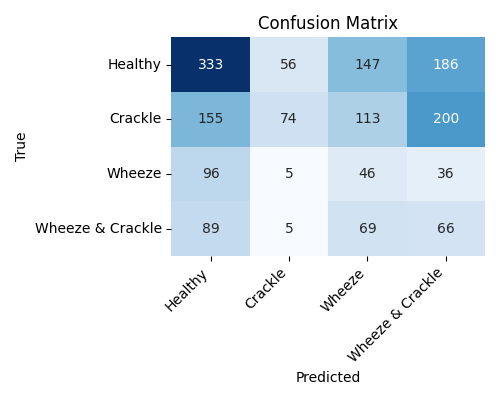 Confusion Matrix
True
Healthy 333 56 147 186
Crackle 155 74 113 200
Wheeze 96 5 46 36
Wheeze & Crackle 89 5 69 66
Healthy Crackle Wheeze Wheeze & Crackle
Predicted